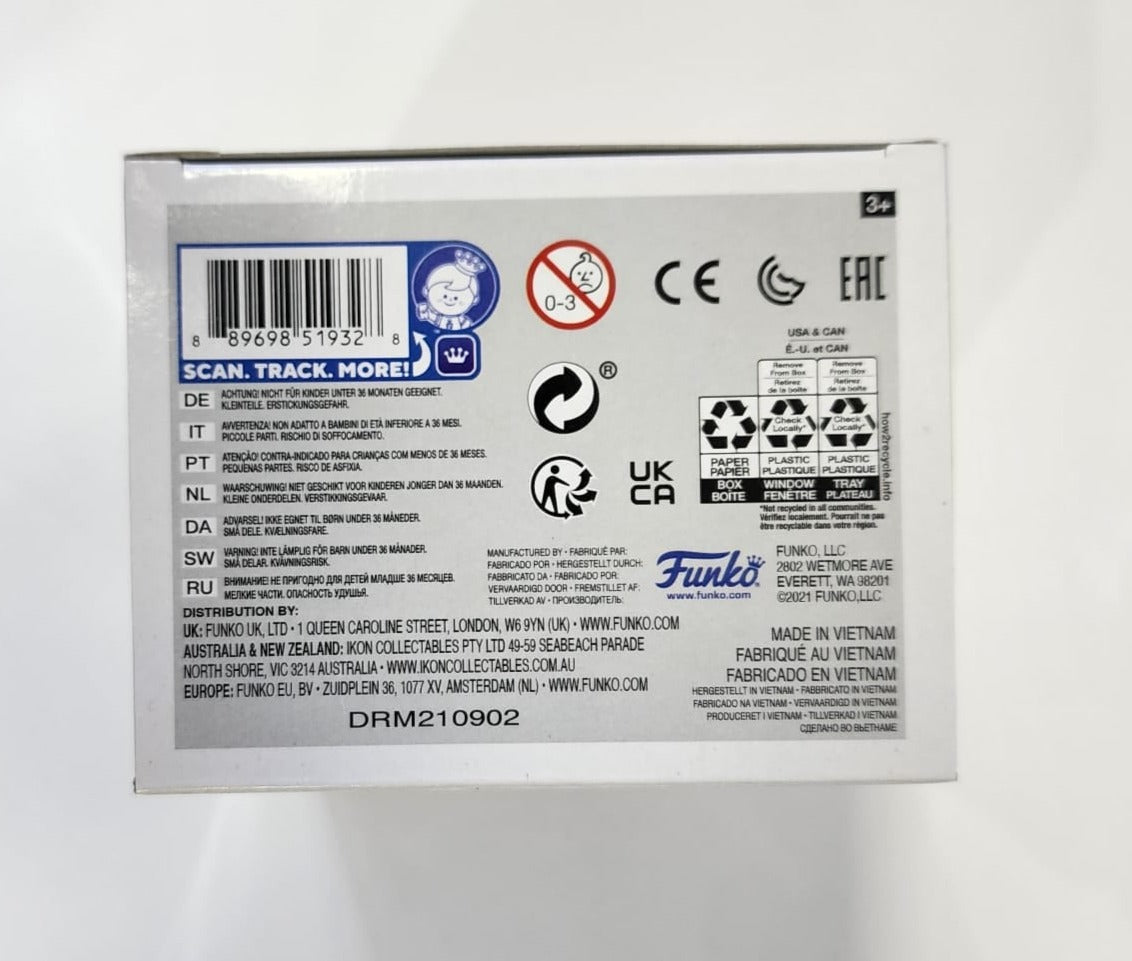 3+
8 89698 51932 8
SCAN. TRACK. MORE!
0-3
CE
EAC
®
UK
CA
USA & CAN
É.-U. et CAN
Remove From Box
Retirez de la boîte
Remove From Box
Retirez de la boîte
Check Locally*
Check Locally*
PAPER
PAPIER
BOX
BOÎTE
PLASTIC
PLASTIQUE
WINDOW
FENÊTRE
PLASTIC
PLASTIQUE
TRAY
PLATEAU
how2recycle.info
*Not recycled in all communities.
Vérifiez localement. Pourrait ne pas
être recyclable dans votre région.
DE ACHTUNG! NICHT FÜR KINDER UNTER 36 MONATEN GEEIGNET.
KLEINTEILE. ERSTICKUNGSGEFAHR.
IT AVVERTENZA! NON ADATTO A BAMBINI DI ETÀ INFERIORE A 36 MESI.
PICCOLE PARTI. RISCHIO DI SOFFOCAMENTO.
PT ATENÇÃO! CONTRA-INDICADO PARA CRIANÇAS COM MENOS DE 36 MESES.
PEQUENAS PARTES. RISCO DE ASFIXIA.
NL WAARSCHUWING! NIET GESCHIKT VOOR KINDEREN JONGER DAN 36 MAANDEN.
KLEINE ONDERDELEN. VERSTIKKINGSGEVAAR.
DA ADVARSEL! IKKE EGNET TIL BØRN UNDER 36 MÅNEDER.
SMÅ DELE. KVÆLNINGSFARE.
SW VARNING! INTE LÄMPLIG FÖR BARN UNDER 36 MÅNADER.
SMÅ DELAR. KVÄVNINGSRISK.
RU ВНИМАНИЕ! НЕ ПРИГОДНО ДЛЯ ДЕТЕЙ МЛАДШЕ 36 МЕСЯЦЕВ.
МЕЛКИЕ ЧАСТИ. ОПАСНОСТЬ УДУШЬЯ.
MANUFACTURED BY • FABRIQUÉ PAR:
FABRICADO POR • HERGESTELLT DURCH:
FABBRICATO DA • FABRICADO POR:
VERVAARDIGD DOOR • FREMSTILLET AF:
TILLVERKAD AV • ПРОИЗВОДИТЕЛЬ:
Funko
www.funko.com
FUNKO, LLC
2802 WETMORE AVE
EVERETT, WA 98201
©2021 FUNKO,LLC
DISTRIBUTION BY:
UK: FUNKO UK, LTD • 1 QUEEN CAROLINE STREET, LONDON, W6 9YN (UK) • WWW.FUNKO.COM
AUSTRALIA & NEW ZEALAND: IKON COLLECTABLES PTY LTD 49-59 SEABEACH PARADE
NORTH SHORE, VIC 3214 AUSTRALIA • WWW.IKONCOLLECTABLES.COM.AU
EUROPE: FUNKO EU, BV • ZUIDPLEIN 36, 1077 XV, AMSTERDAM (NL) • WWW.FUNKO.COM
DRM210902
MADE IN VIETNAM
FABRIQUÉ AU VIETNAM
FABRICADO EN VIETNAM
HERGESTELLT IN VIETNAM • FABBRICATO IN VIETNAM
FABRICADO NA VIETNAM • VERVAARDIGD IN VIETNAM
PRODUCERET I VIETNAM • TILLVERKAD I VIETNAM
СДЕЛАНО ВО ВЬЕТНАМЕ